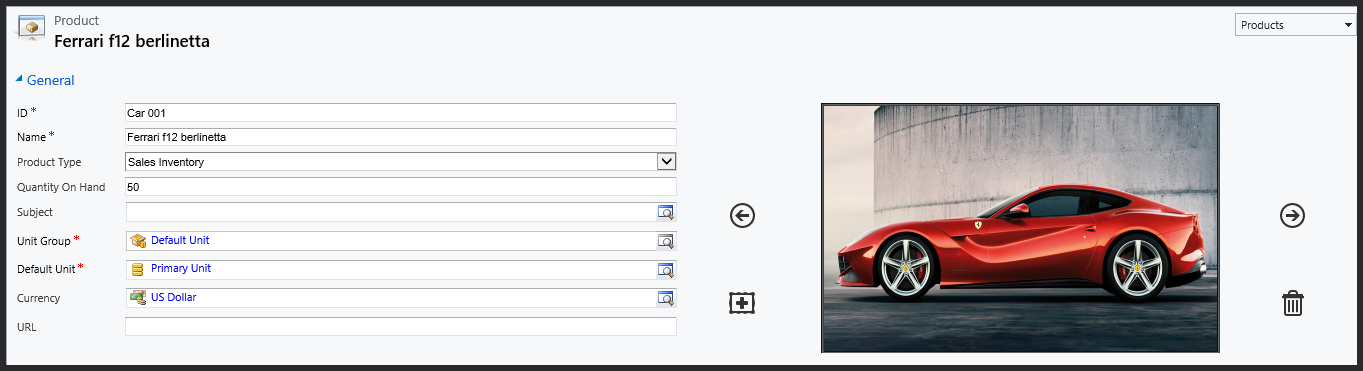 Product
Ferrari f12 berlinetta
Products
General
ID *
Car 001
Name *
Ferrari f12 berlinetta
Product Type
Sales Inventory
Quantity On Hand
50
Subject
Unit Group *
Default Unit
Default Unit *
Primary Unit
Currency
US Dollar
URL